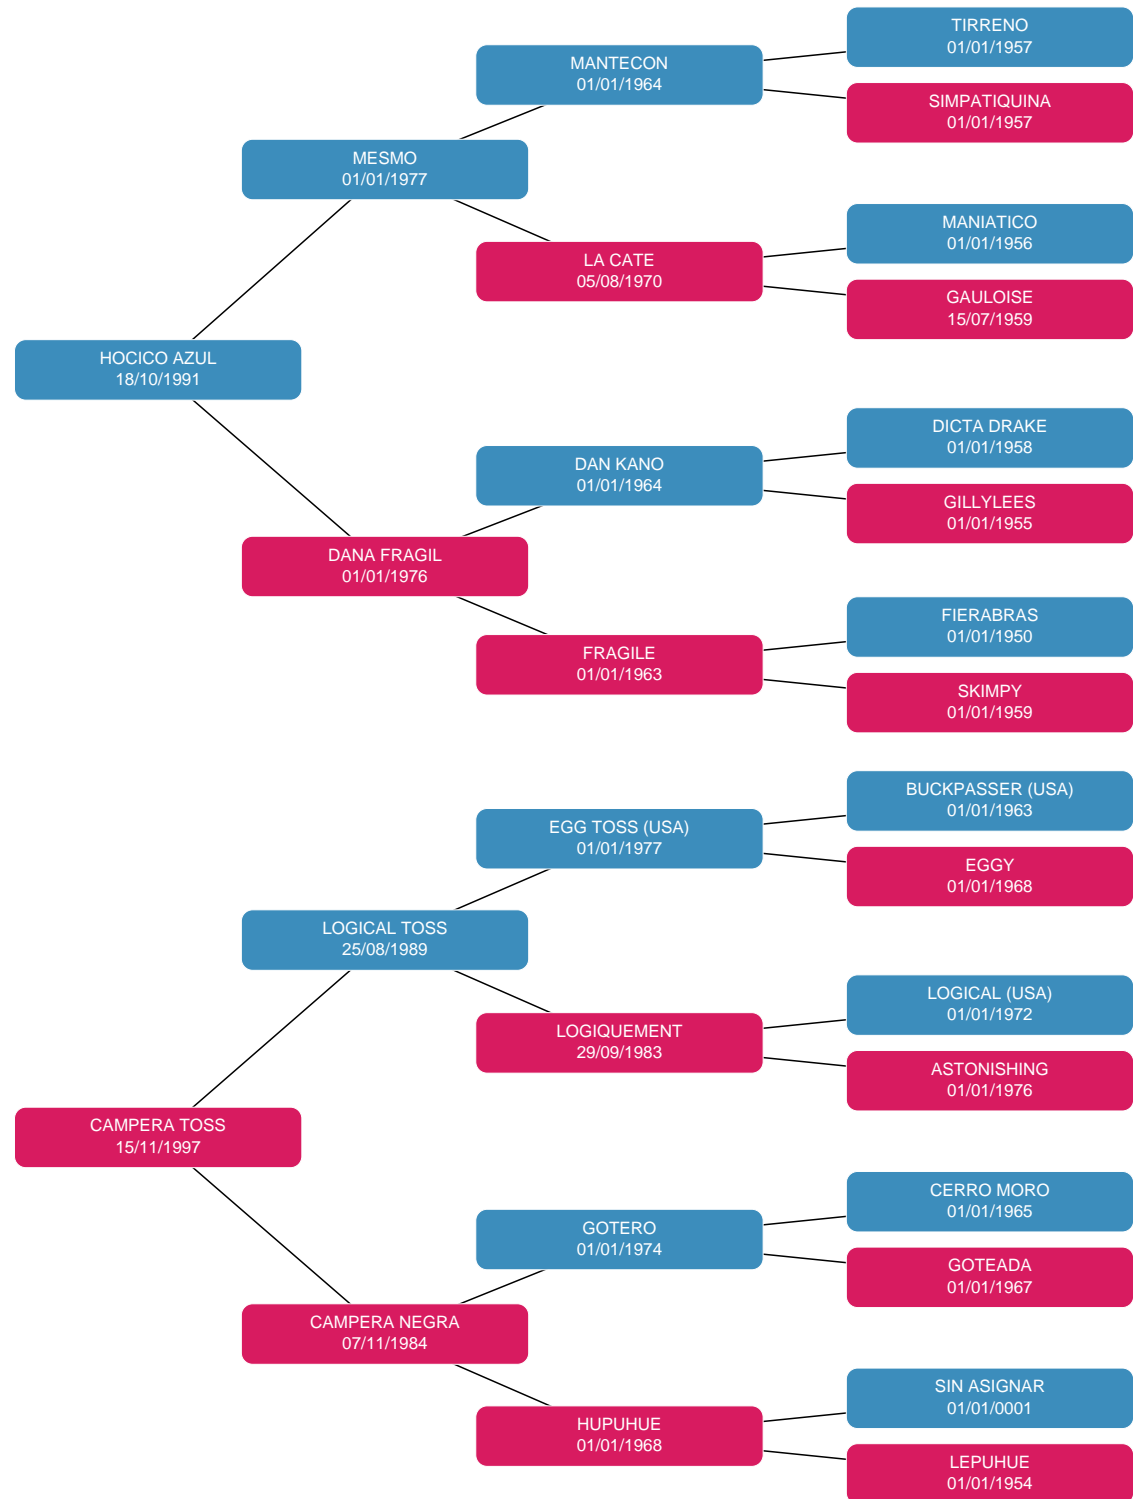 TIRRENO
01/01/1957
MANTECON
01/01/1964
SIMPATIQUINA
01/01/1957
MESMO
01/01/1977
MANIATICO
01/01/1956
LA CATE
05/08/1970
GAULOISE
15/07/1959
HOCICO AZUL
18/10/1991
DICTA DRAKE
01/01/1958
DAN KANO
01/01/1964
GILLYLEES
01/01/1955
DANA FRAGIL
01/01/1976
FIERABRAS
01/01/1950
FRAGILE
01/01/1963
SKIMPY
01/01/1959
BUCKPASSER (USA)
01/01/1963
EGG TOSS (USA)
01/01/1977
EGGY
01/01/1968
LOGICAL TOSS
25/08/1989
LOGICAL (USA)
01/01/1972
LOGIQUEMENT
29/09/1983
ASTONISHING
01/01/1976
CAMPERA TOSS
15/11/1997
CERRO MORO
01/01/1965
GOTERO
01/01/1974
GOTEADA
01/01/1967
CAMPERA NEGRA
07/11/1984
SIN ASIGNAR
01/01/0001
HUPUHUE
01/01/1968
LEPUHUE
01/01/1954